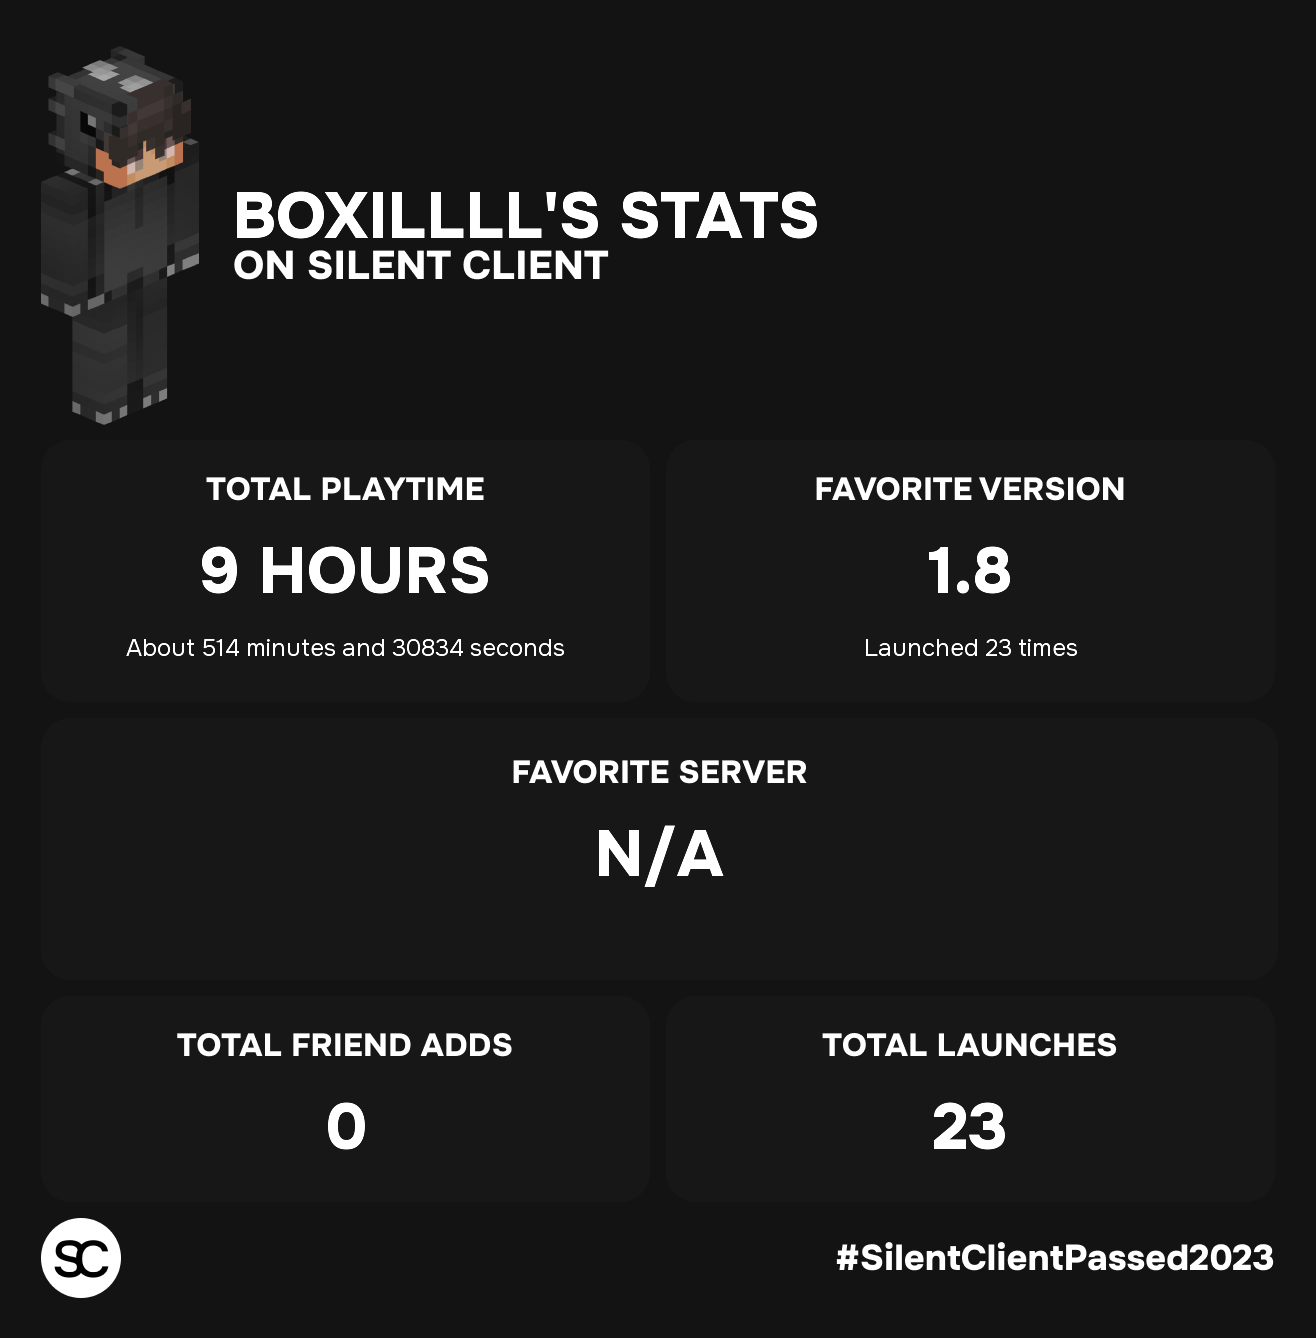 BOXILLLL'S STATS
ON SILENT CLIENT
TOTAL PLAYTIME
9 HOURS
About 514 minutes and 30834 seconds
FAVORITE VERSION
1.8
Launched 23 times
FAVORITE SERVER
N/A
TOTAL FRIEND ADDS
0
TOTAL LAUNCHES
23
SC
#SilentClientPassed2023